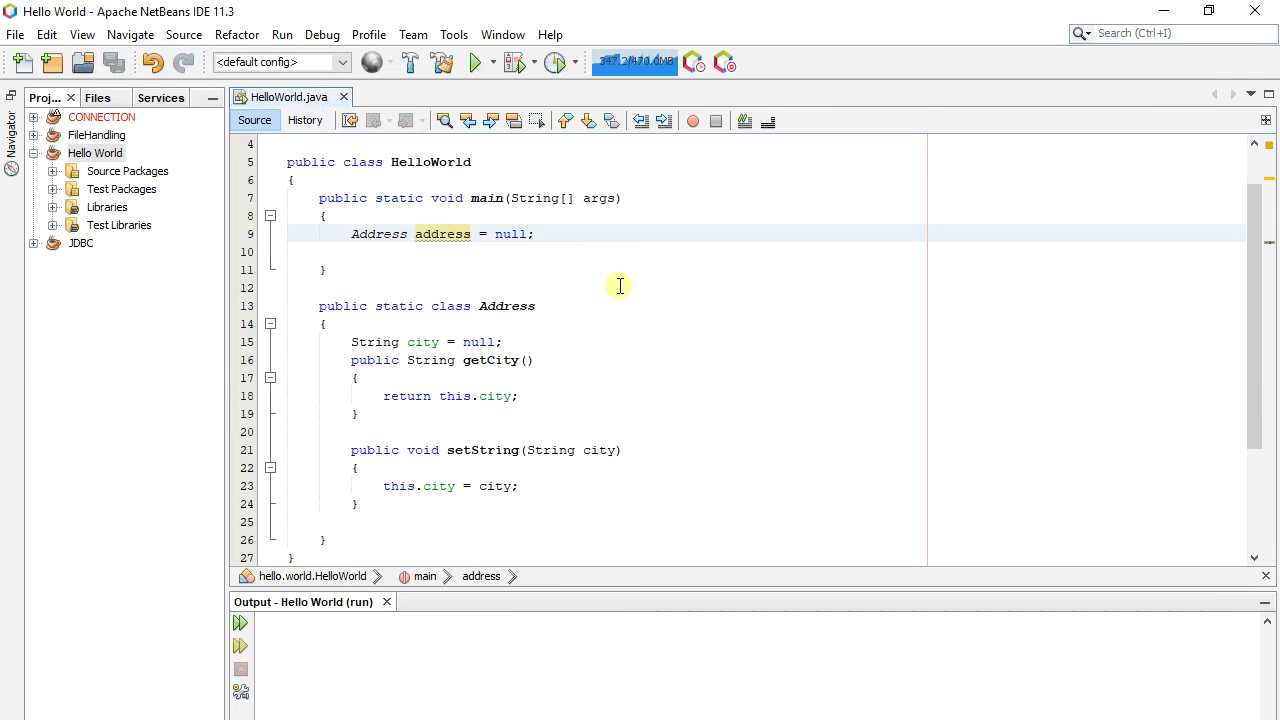 Hello World - Apache NetBeans IDE 11.3
File Edit View Navigate Source Refactor Run Debug Profile Team Tools Window Help
Search (Ctrl+I)
<default config>
347.2/470.0MB
Proj... Files Services
HelloWorld.java
Navigator
CONNECTION
FileHandling
Hello World
Source Packages
Test Packages
Libraries
Test Libraries
JDBC
Source History
4
5 public class HelloWorld
6 {
7 public static void main(String[] args)
8 {
9 Address address = null;
10
11 }
12
13 public static class Address
14 {
15 String city = null;
16 public String getCity()
17 {
18 return this.city;
19 }
20
21 public void setString(String city)
22 {
23 this.city = city;
24 }
25
26 }
27 }
hello.world.HelloWorld main address
Output - Hello World (run)